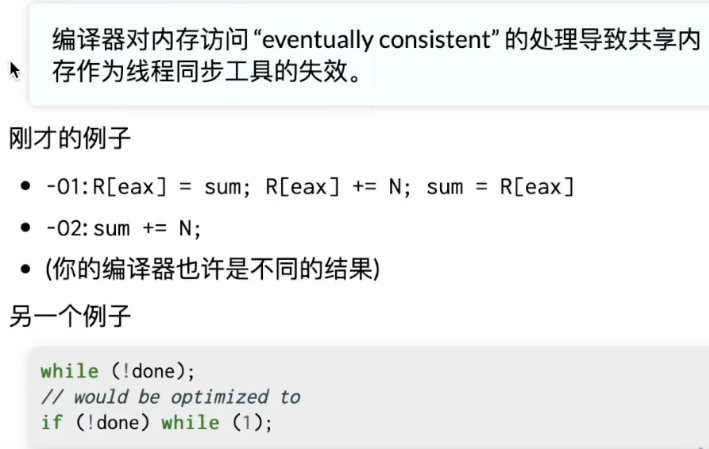 编译器对内存访问 “eventually consistent” 的处理导致共享内
存作为线程同步工具的失效。
刚才的例子
• -O1: R[eax] = sum; R[eax] += N; sum = R[eax]
• -O2: sum += N;
• (你的编译器也许是不同的结果)
另一个例子
while (!done);
// would be optimized to
if (!done) while (1);